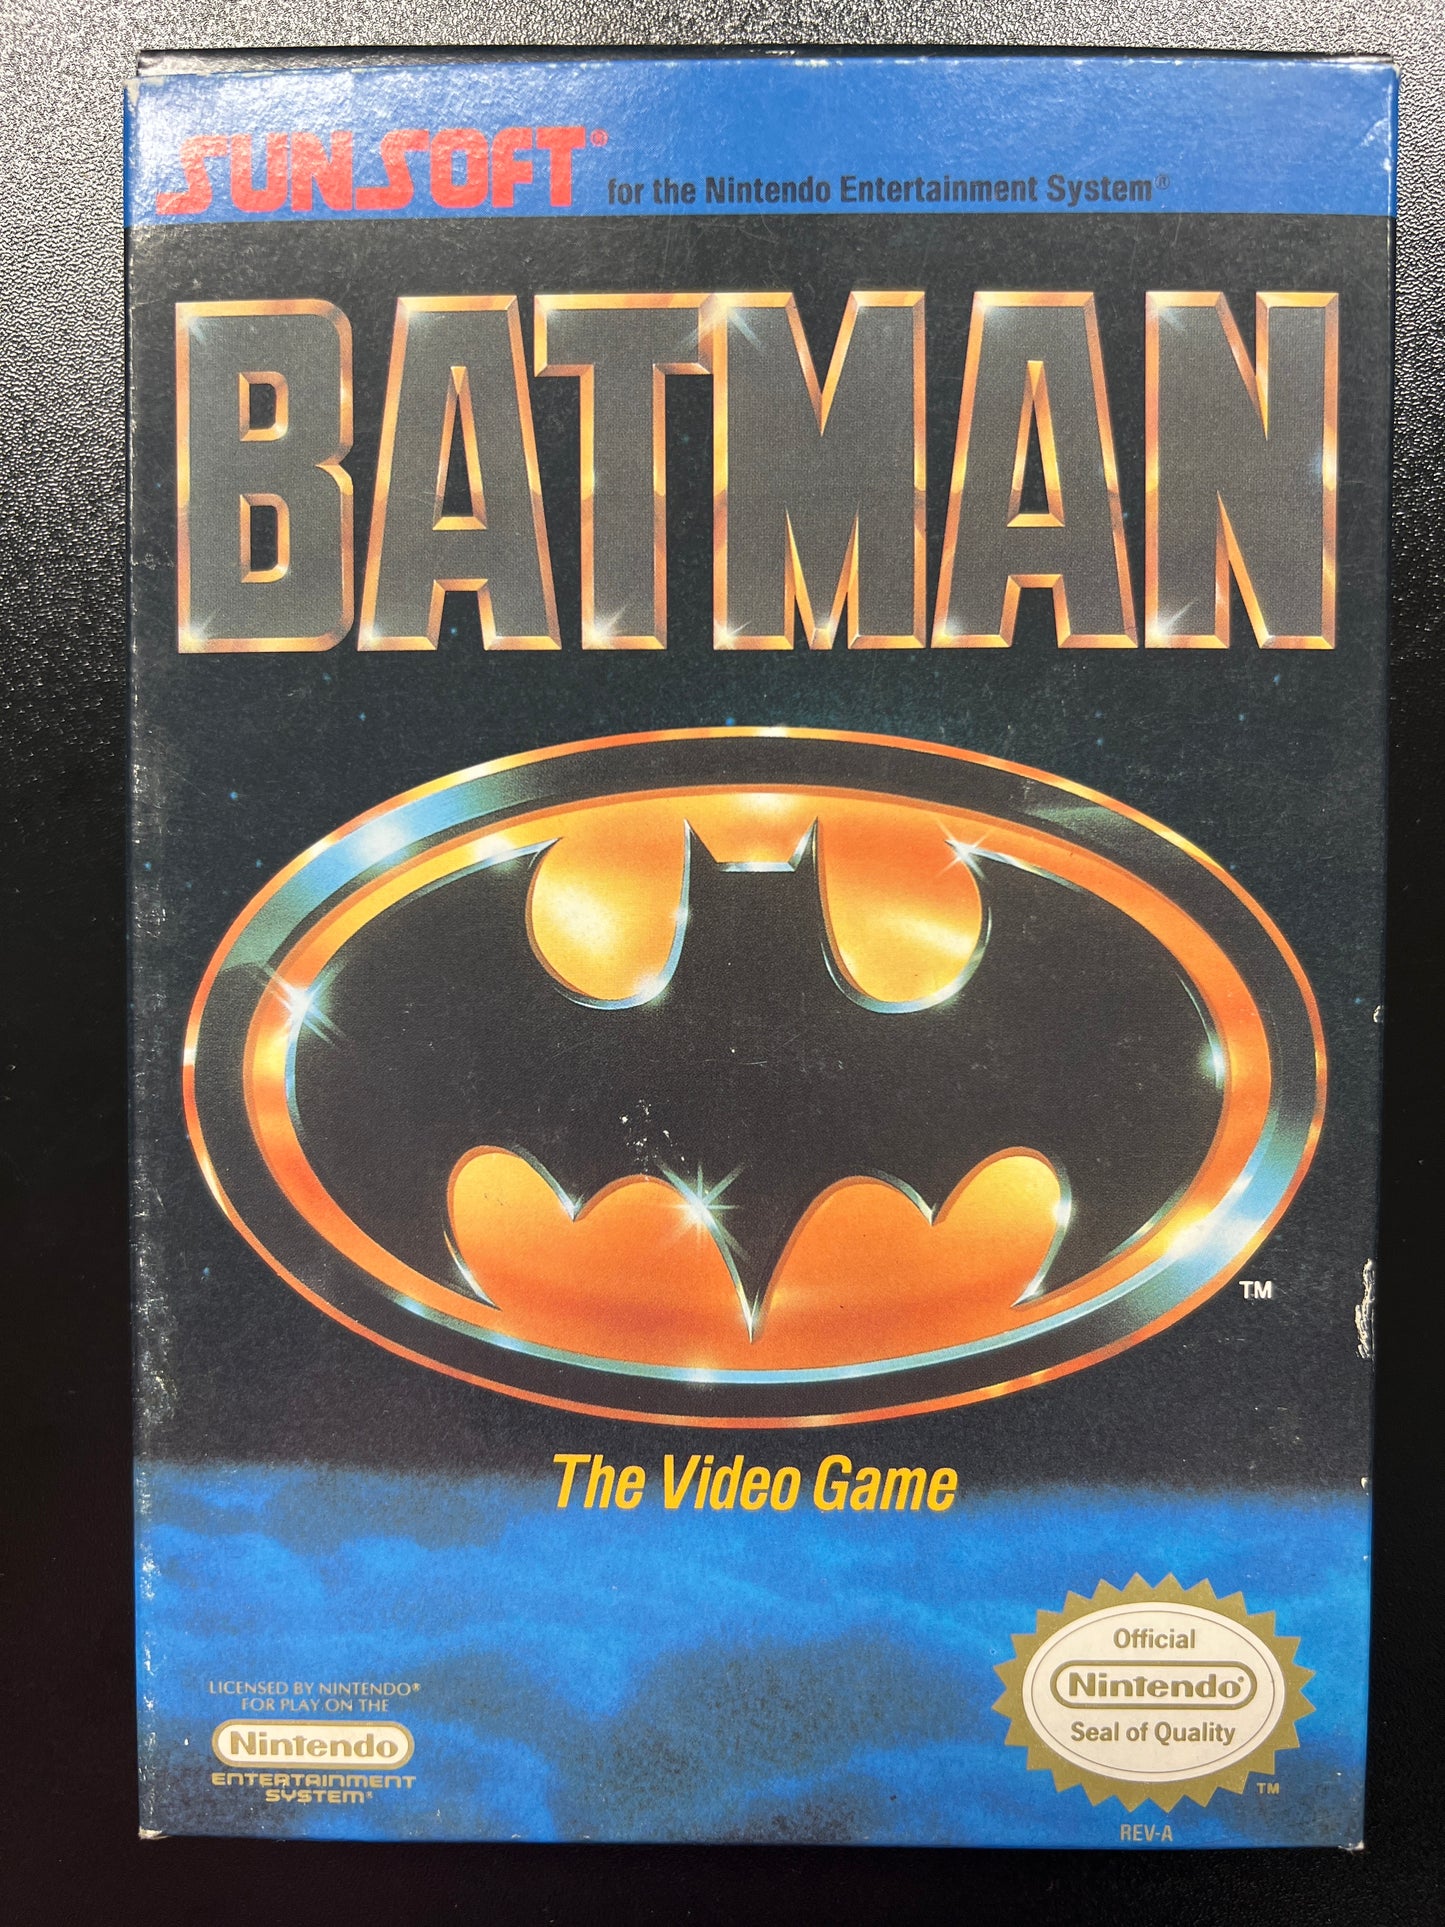 SUNSOFT® for the Nintendo Entertainment System®
BATMAN
TM
The Video Game
LICENSED BY NINTENDO®
FOR PLAY ON THE
Nintendo
ENTERTAINMENT
SYSTEM®
Official
Nintendo®
Seal of Quality
TM
REV-A